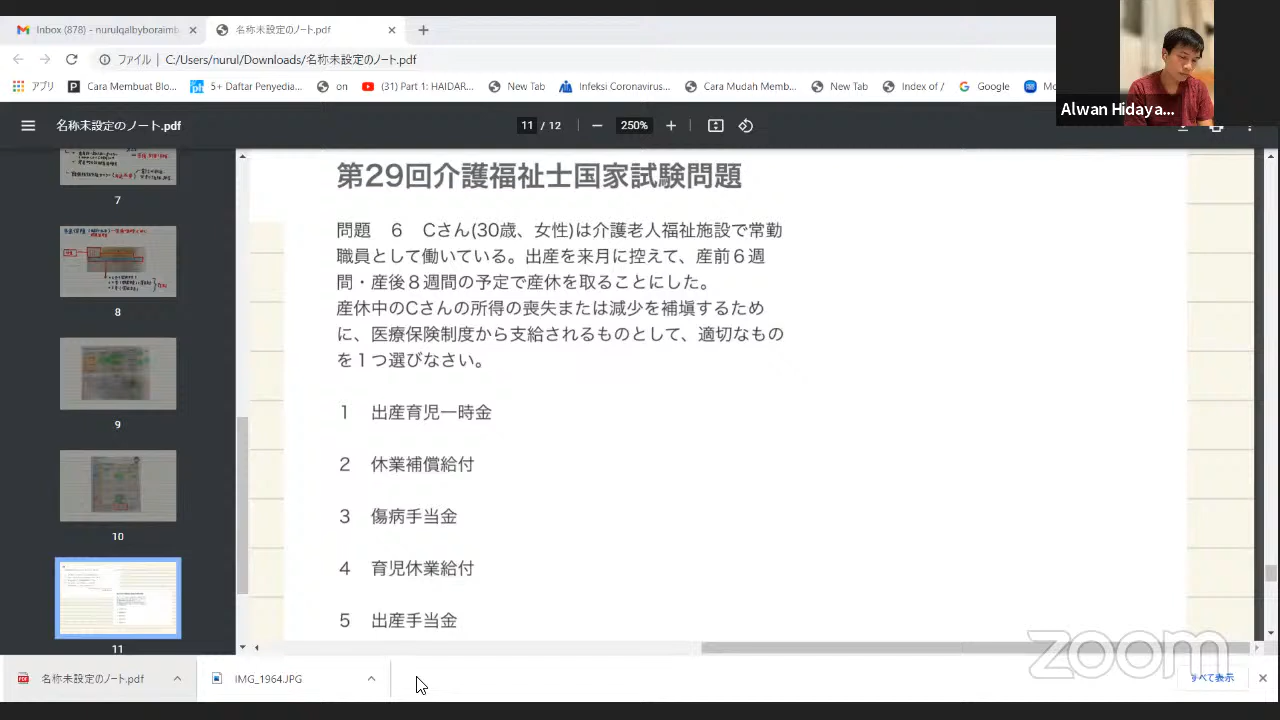 Inbox (878) - nurulqalbyboraimb
名称未設定のノート.pdf
ファイル | C:/Users/nurul/Downloads/名称未設定のノート.pdf
アプリ
Cara Membuat Blo...
5+ Daftar Penyedia...
on
(31) Part 1: HAIDAR...
New Tab
Infeksi Coronavirus...
Cara Mudah Memb...
New Tab
Index of /
Google
Alwan Hidaya...
名称未設定のノート.pdf
11 / 12
250%
7
8
9
10
11
第29回介護福祉士国家試験問題
問題　６　Cさん(30歳、女性)は介護老人福祉施設で常勤
職員として働いている。出産を来月に控えて、産前６週
間・産後８週間の予定で産休を取ることにした。
産休中のCさんの所得の喪失または減少を補塡するため
に、医療保険制度から支給されるものとして、適切なもの
を１つ選びなさい。
１　出産育児一時金
２　休業補償給付
３　傷病手当金
４　育児休業給付
５　出産手当金
zoom
名称未設定のノート.pdf
IMG_1964.JPG
すべて表示